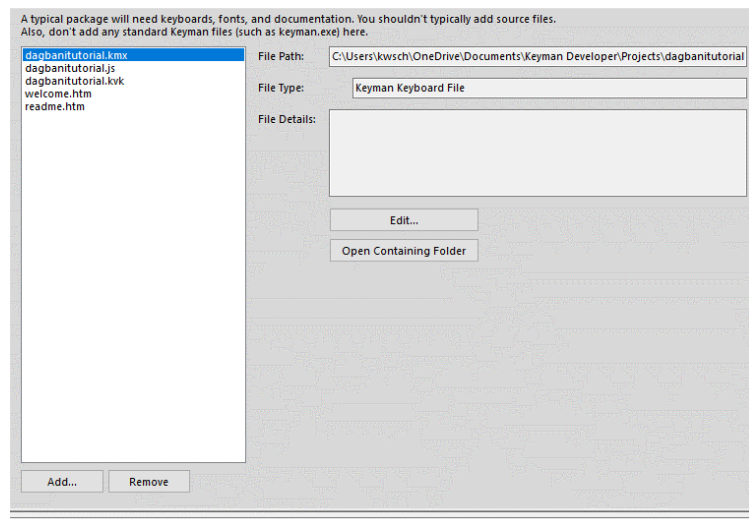 A typical package will need keyboards, fonts, and documentation. You shouldn't typically add source files.
Also, don't add any standard Keyman files (such as keyman.exe) here.
dagbanitutorial.kmx
dagbanitutorial.js
dagbanitutorial.kvk
welcome.htm
readme.htm
File Path: C:\Users\kwsch\OneDrive\Documents\Keyman Developer\Projects\dagbanitutorial
File Type: Keyman Keyboard File
File Details:
Edit...
Open Containing Folder
Add... Remove